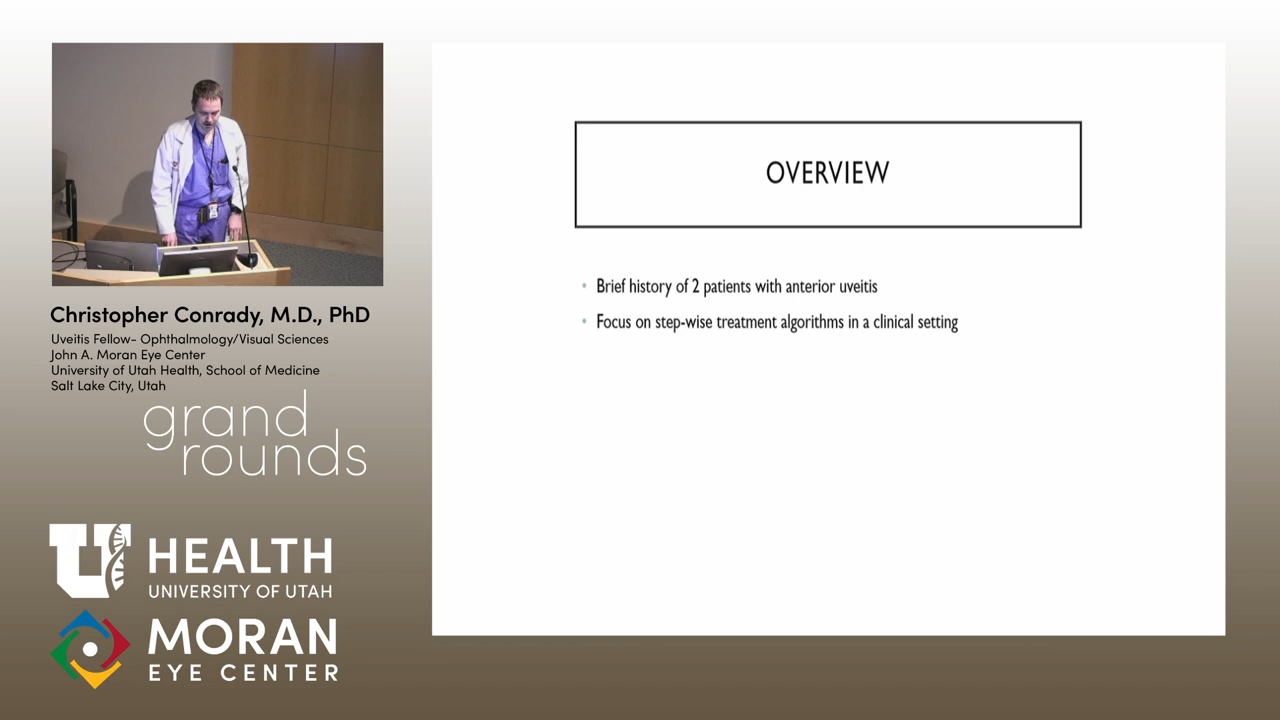 OVERVIEW
• Brief history of 2 patients with anterior uveitis
• Focus on step-wise treatment algorithms in a clinical setting
Christopher Conrady, M.D., PhD
Uveitis Fellow- Ophthalmology/Visual Sciences
John A. Moran Eye Center
University of Utah Health, School of Medicine
Salt Lake City, Utah
grand
rounds
U HEALTH
UNIVERSITY OF UTAH
MORAN
EYE CENTER